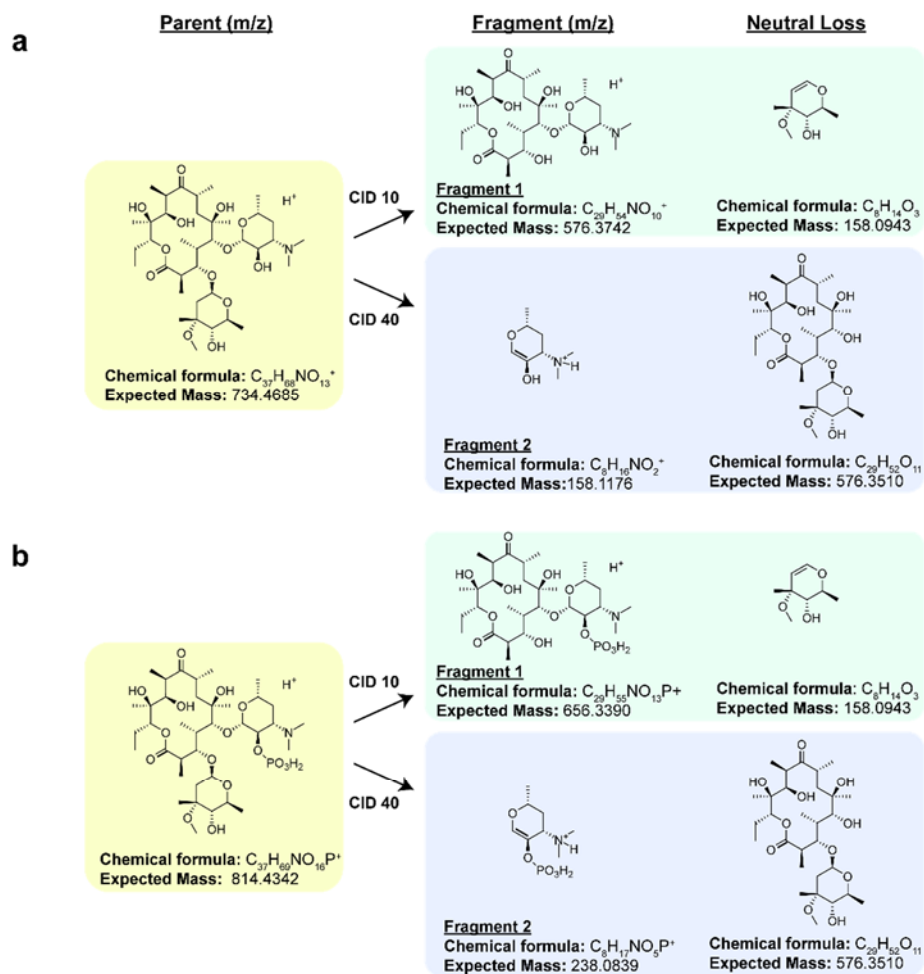 Parent (m/z) Fragment (m/z) Neutral Loss
a
CID 10
CID 40
Chemical formula: C37H68NO13+
Expected Mass: 734.4685
Fragment 1
Chemical formula: C29H54NO10+
Expected Mass: 576.3742
Chemical formula: C8H14O3
Expected Mass: 158.0943
Fragment 2
Chemical formula: C8H16NO2+
Expected Mass:158.1176
Chemical formula: C29H52O11
Expected Mass: 576.3510
b
CID 10
CID 40
Chemical formula: C37H69NO16P+
Expected Mass: 814.4342
Fragment 1
Chemical formula: C29H55NO13P+
Expected Mass: 656.3390
Chemical formula: C8H14O3
Expected Mass: 158.0943
Fragment 2
Chemical formula: C8H17NO5P+
Expected Mass: 238.0839
Chemical formula: C29H52O11
Expected Mass: 576.3510